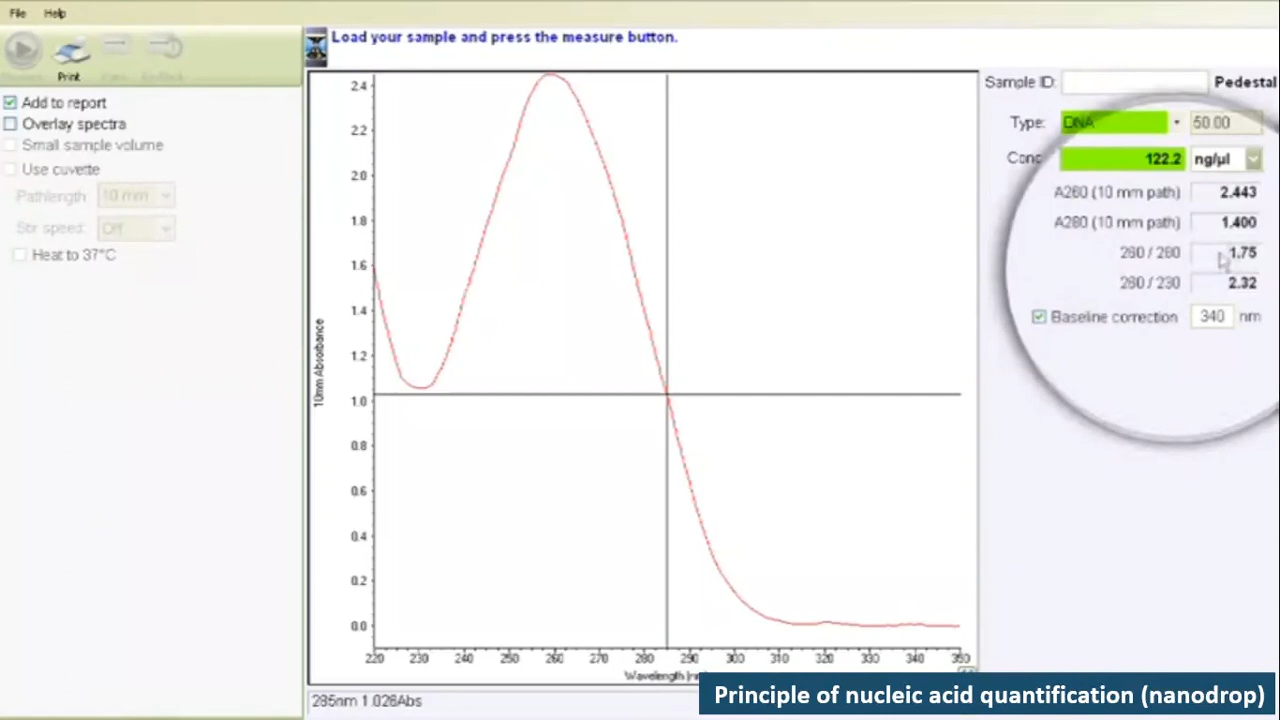 File Help
Print
Load your sample and press the measure button.
Add to report
Overlay spectra
Small sample volume
Use cuvette
Pathlength: 10 mm
Stir speed: Off
Heat to 37°C
10mm Absorbance
2.4
2.2
2.0
1.8
1.6
1.4
1.2
1.0
0.8
0.6
0.4
0.2
0.0
220 230 240 250 260 270 280 290 300 310 320 330 340 350
Wavelength
285nm 1.028Abs
Sample ID: Pedestal
Type: DNA 50.00
Conc 122.2 ng/µl
A260 (10 mm path) 2.443
A280 (10 mm path) 1.400
260 / 280 1.75
260 / 230 2.32
Baseline correction 340 nm
Principle of nucleic acid quantification (nanodrop)